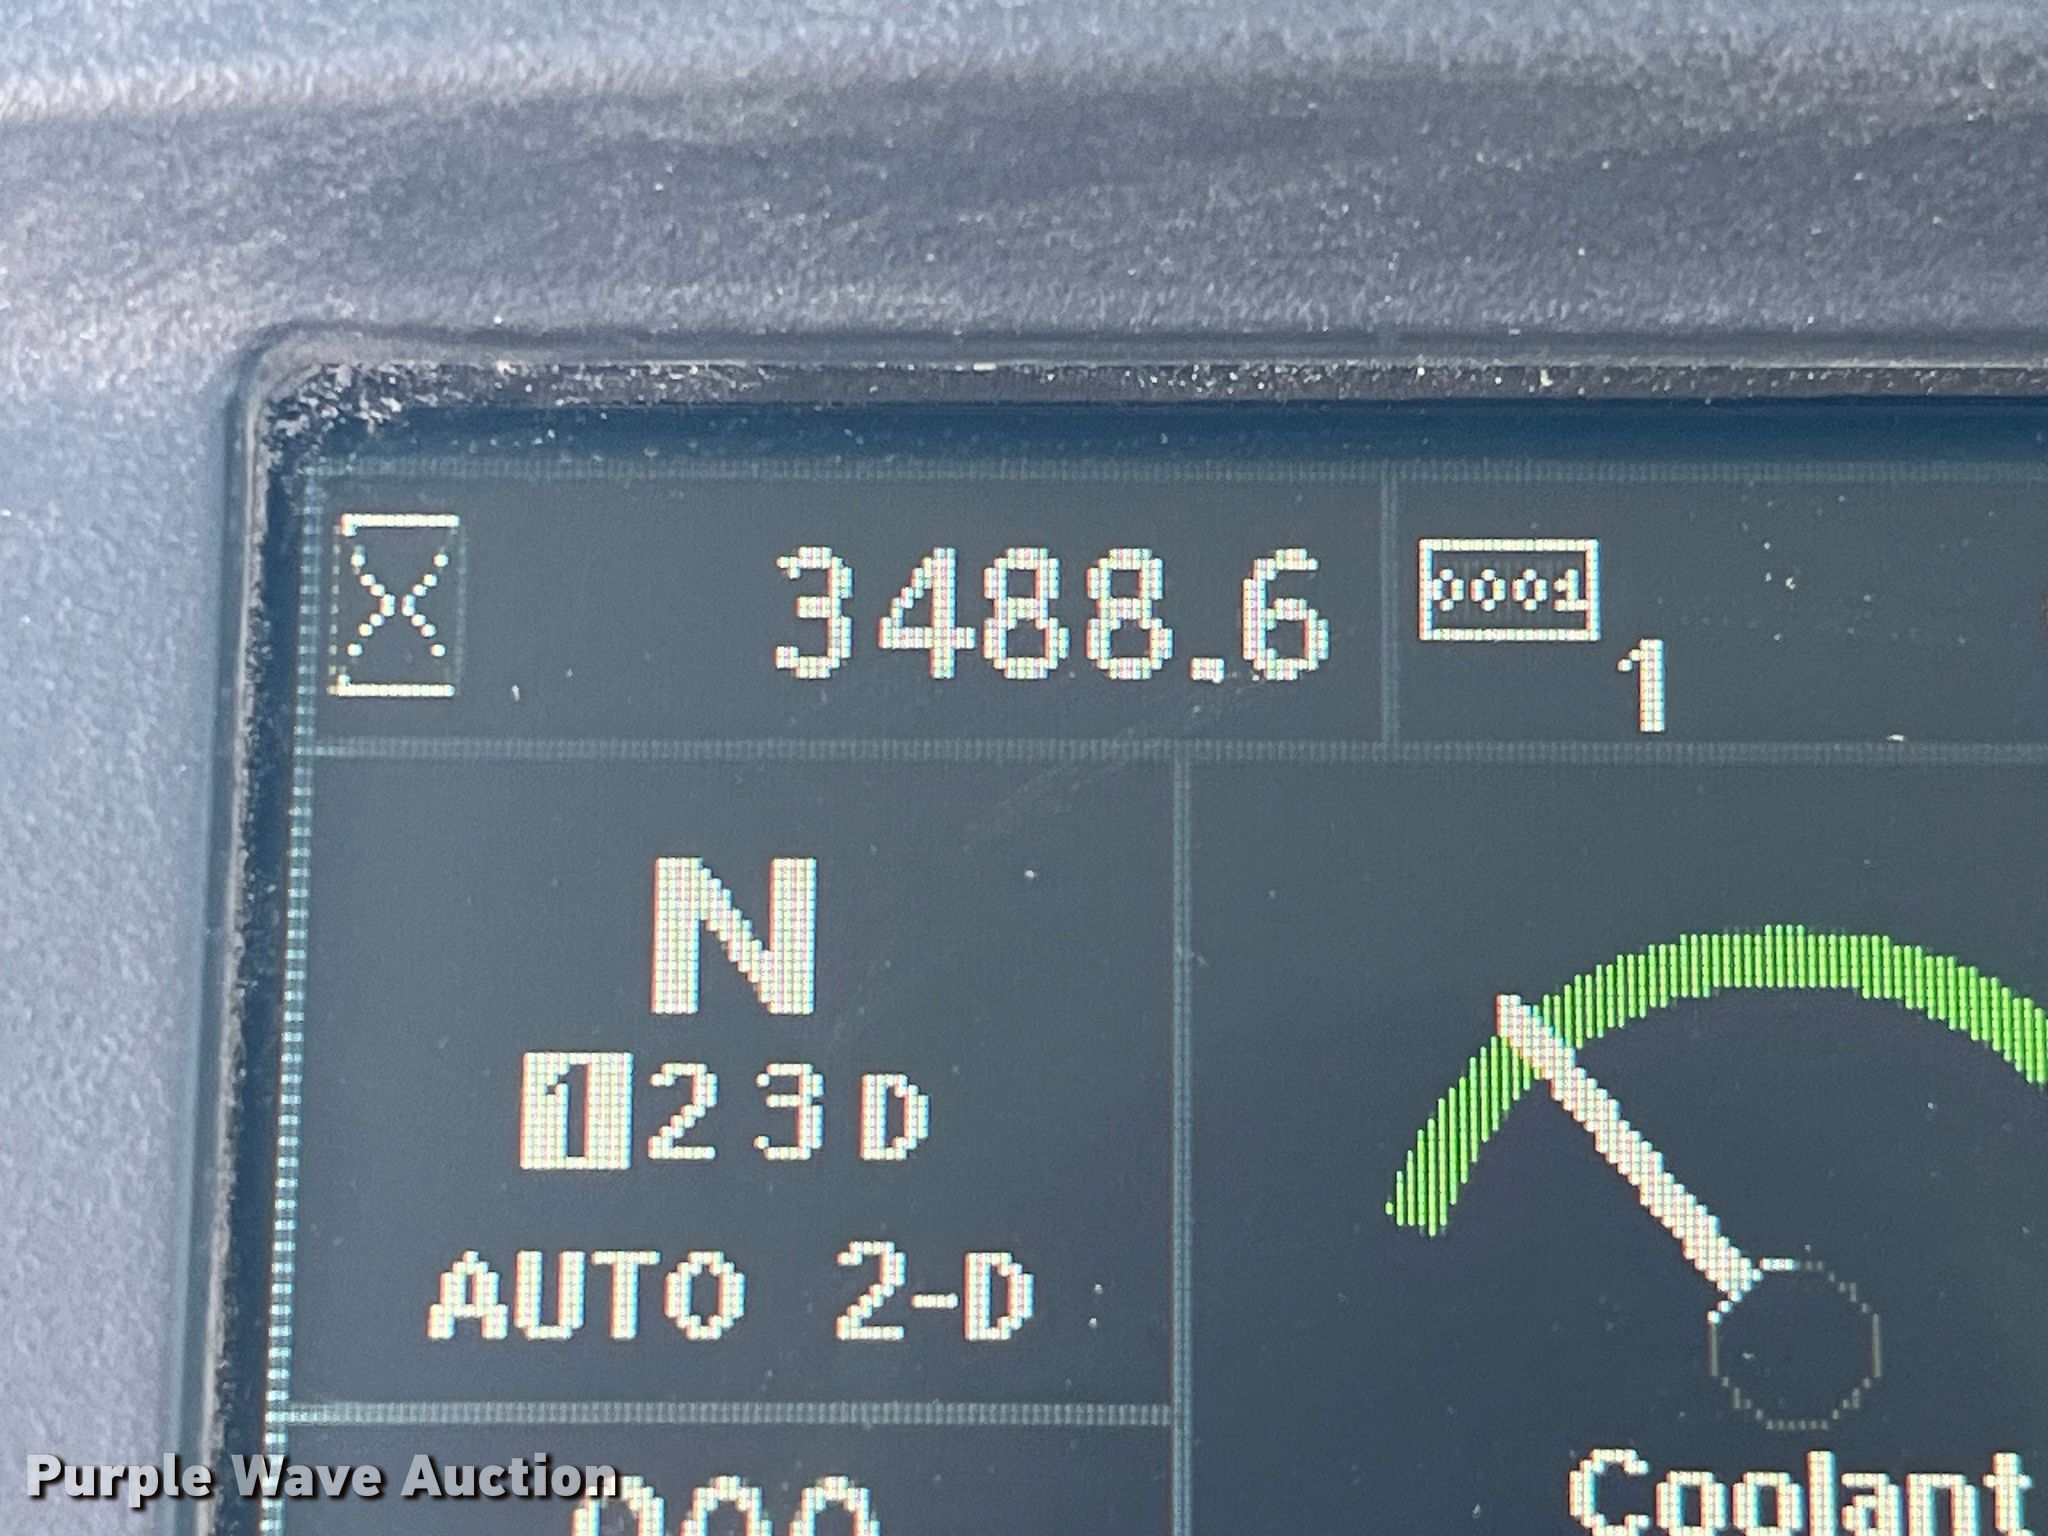 3488.6
0001
1
N
1 2 3 D
AUTO 2-D
Coolant
Purple Wave Auction